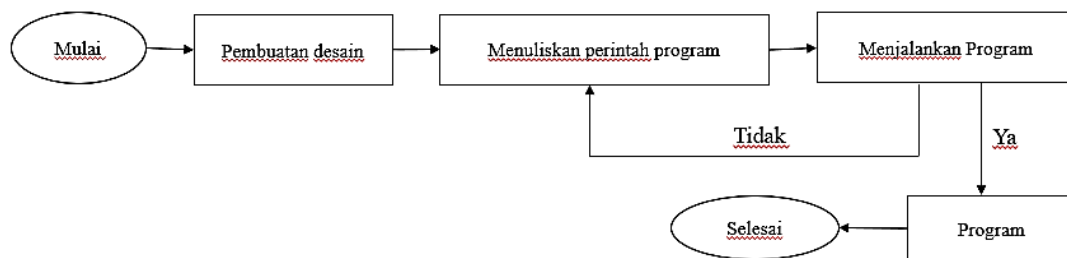 Mulai
Pembuatan desain
Menuliskan perintah program
Menjalankan Program
Tidak
Ya
Selesai
Program